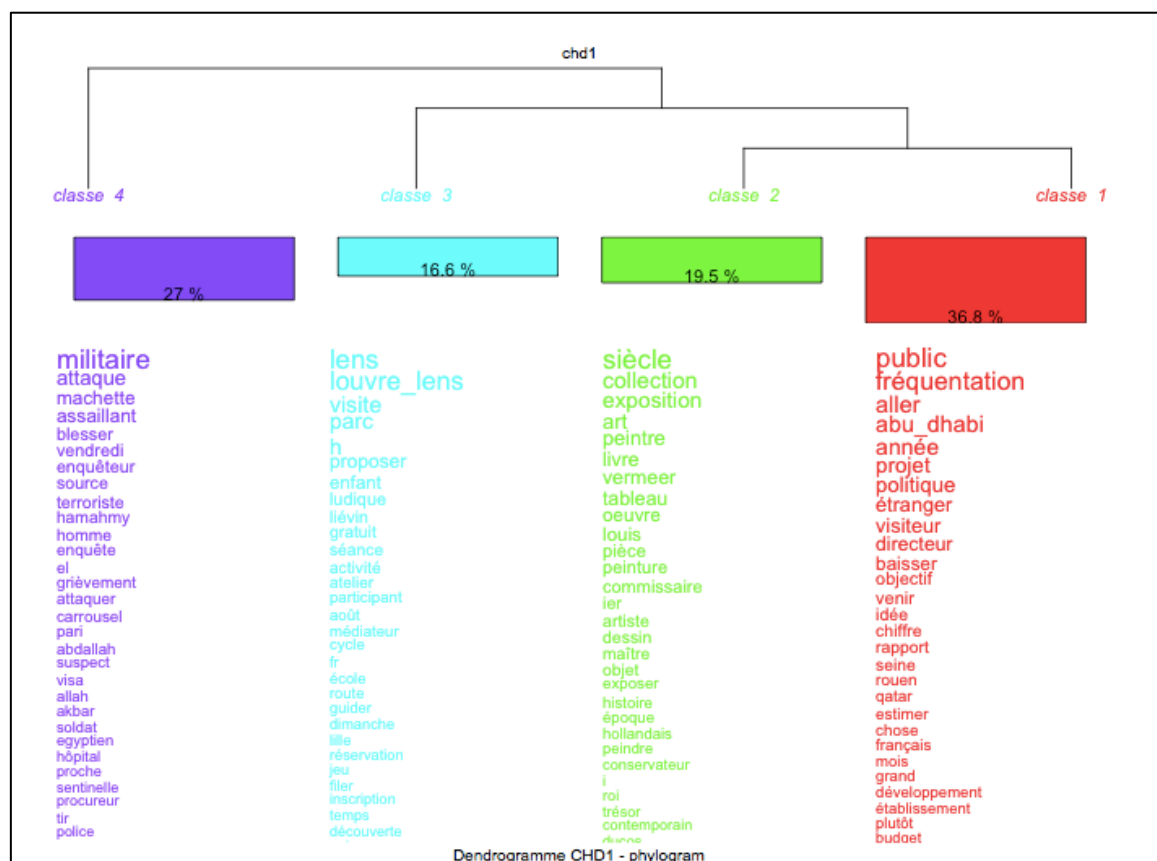 chd1
classe 4
classe 3
classe 2
classe 1
27 %
16.6 %
19.5 %
36.8 %
militaire
attaque
machette
assaillant
blesser
vendredi
enquêteur
source
terroriste
hamahmy
homme
enquête
el
grièvement
attaquer
carrousel
pari
abdallah
suspect
visa
allah
akbar
soldat
egyptien
hôpital
proche
sentinelle
procureur
tir
police
lens
louvre_lens
visite
parc
h
proposer
enfant
ludique
liévin
gratuit
séance
activité
atelier
participant
août
médiateur
cycle
fr
école
route
guider
dimanche
lille
réservation
jeu
filer
inscription
temps
découverte
siècle
collection
exposition
art
peintre
livre
vermeer
tableau
oeuvre
louis
pièce
peinture
commissaire
ier
artiste
dessin
maître
objet
exposer
histoire
époque
hollandais
peindre
conservateur
i
roi
trésor
contemporain
public
fréquentation
aller
abu_dhabi
année
projet
politique
étranger
visiteur
directeur
baisser
objectif
venir
idée
chiffre
rapport
seine
rouen
qatar
estimer
chose
français
mois
grand
développement
établissement
plutôt
budget
Dendrogramme CHD1 - phylogram